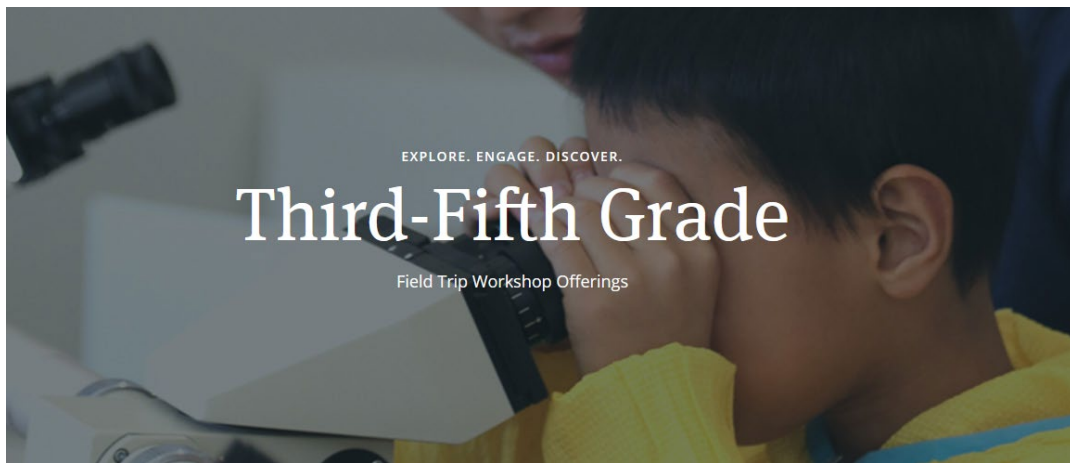 EXPLORE. ENGAGE. DISCOVER.
Third-Fifth Grade
Field Trip Workshop Offerings